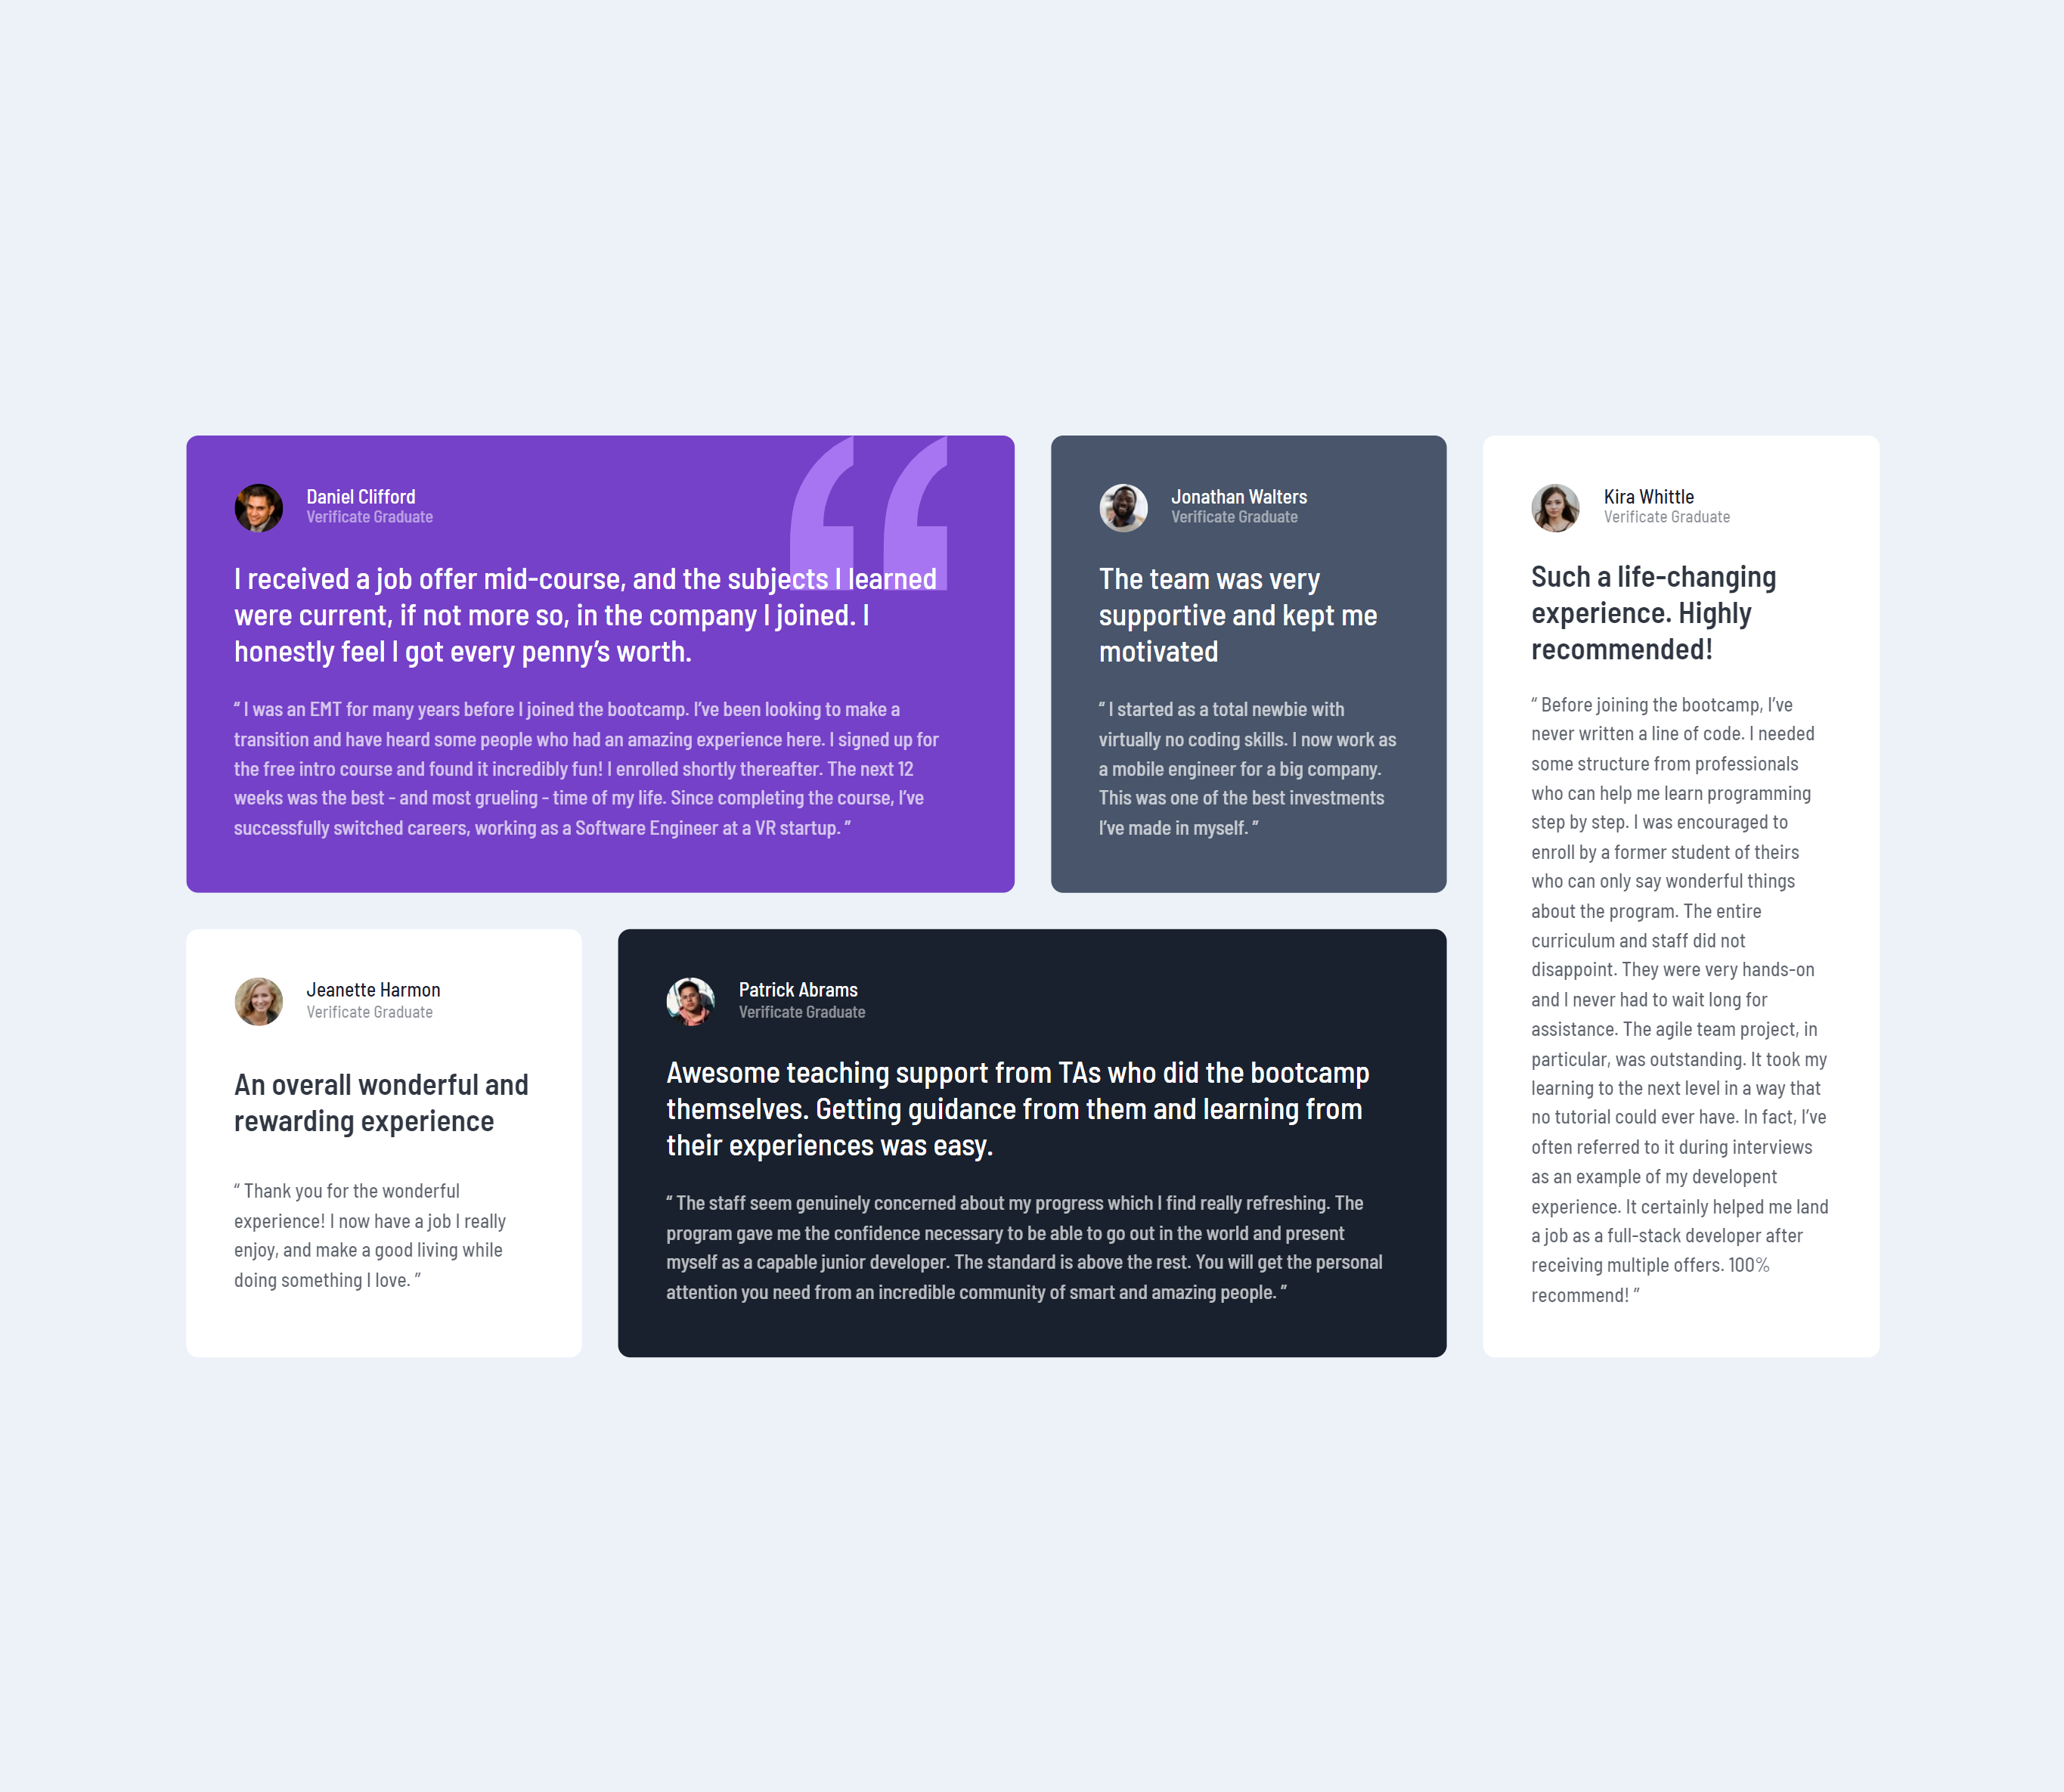 Daniel Clifford
Verificate Graduate
I received a job offer mid-course, and the subjects I learned
were current, if not more so, in the company I joined. I
honestly feel I got every penny’s worth.
“ I was an EMT for many years before I joined the bootcamp. I’ve been looking to make a
transition and have heard some people who had an amazing experience here. I signed up for
the free intro course and found it incredibly fun! I enrolled shortly thereafter. The next 12
weeks was the best - and most grueling - time of my life. Since completing the course, I’ve
successfully switched careers, working as a Software Engineer at a VR startup. ”
Jonathan Walters
Verificate Graduate
The team was very
supportive and kept me
motivated
“ I started as a total newbie with
virtually no coding skills. I now work as
a mobile engineer for a big company.
This was one of the best investments
I’ve made in myself. ”
Kira Whittle
Verificate Graduate
Such a life-changing
experience. Highly
recommended!
“ Before joining the bootcamp, I’ve
never written a line of code. I needed
some structure from professionals
who can help me learn programming
step by step. I was encouraged to
enroll by a former student of theirs
who can only say wonderful things
about the program. The entire
curriculum and staff did not
disappoint. They were very hands-on
and I never had to wait long for
assistance. The agile team project, in
particular, was outstanding. It took my
learning to the next level in a way that
no tutorial could ever have. In fact, I’ve
often referred to it during interviews
as an example of my developent
experience. It certainly helped me land
a job as a full-stack developer after
receiving multiple offers. 100%
recommend! ”
Jeanette Harmon
Verificate Graduate
An overall wonderful and
rewarding experience
“ Thank you for the wonderful
experience! I now have a job I really
enjoy, and make a good living while
doing something I love. ”
Patrick Abrams
Verificate Graduate
Awesome teaching support from TAs who did the bootcamp
themselves. Getting guidance from them and learning from
their experiences was easy.
“ The staff seem genuinely concerned about my progress which I find really refreshing. The
program gave me the confidence necessary to be able to go out in the world and present
myself as a capable junior developer. The standard is above the rest. You will get the personal
attention you need from an incredible community of smart and amazing people. ”